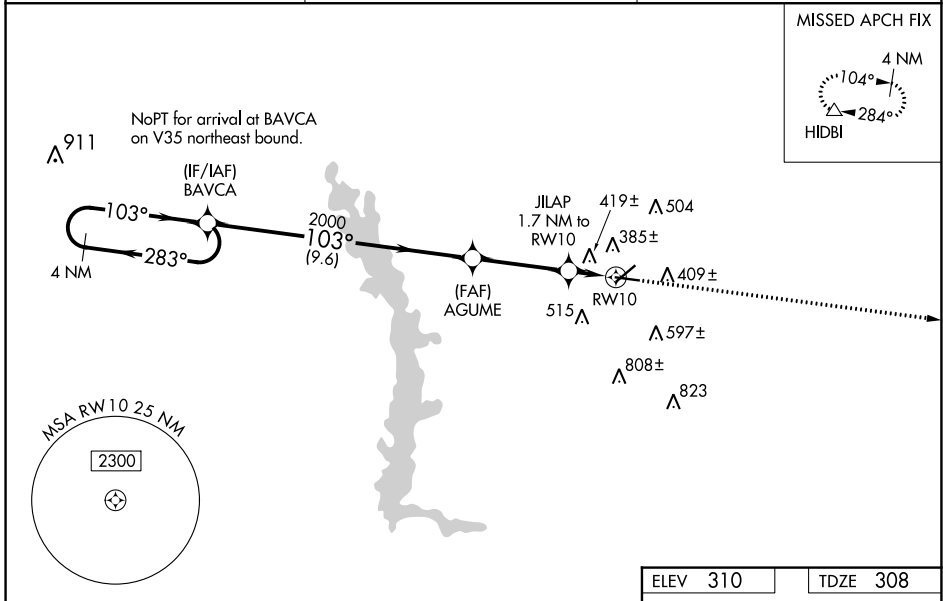 MISSED APCH FIX
4 NM
104°
284°
HIDBI
NoPT for arrival at BAVCA
on V35 northeast bound.
911
(IF/IAF)
BAVCA
103°
283°
4 NM
2000
103°
(9.6)
(FAF)
AGUME
JILAP
1.7 NM to
RW10
419±
504
385±
409±
RW10
515
597±
808±
823
MSA RW10 25 NM
2300
ELEV 310
TDZE 308